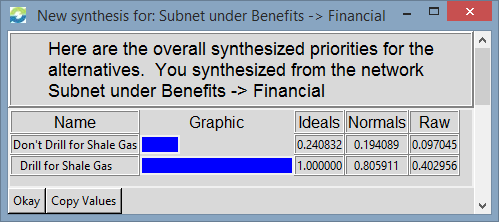 New synthesis for: Subnet under Benefits -> Financial
Here are the overall synthesized priorities for the
alternatives. You synthesized from the network
Subnet under Benefits -> Financial
Name Graphic Ideals Normals Raw
Don't Drill for Shale Gas 0.240832 0.194089 0.097045
Drill for Shale Gas 1.000000 0.805911 0.402956
Okay Copy Values